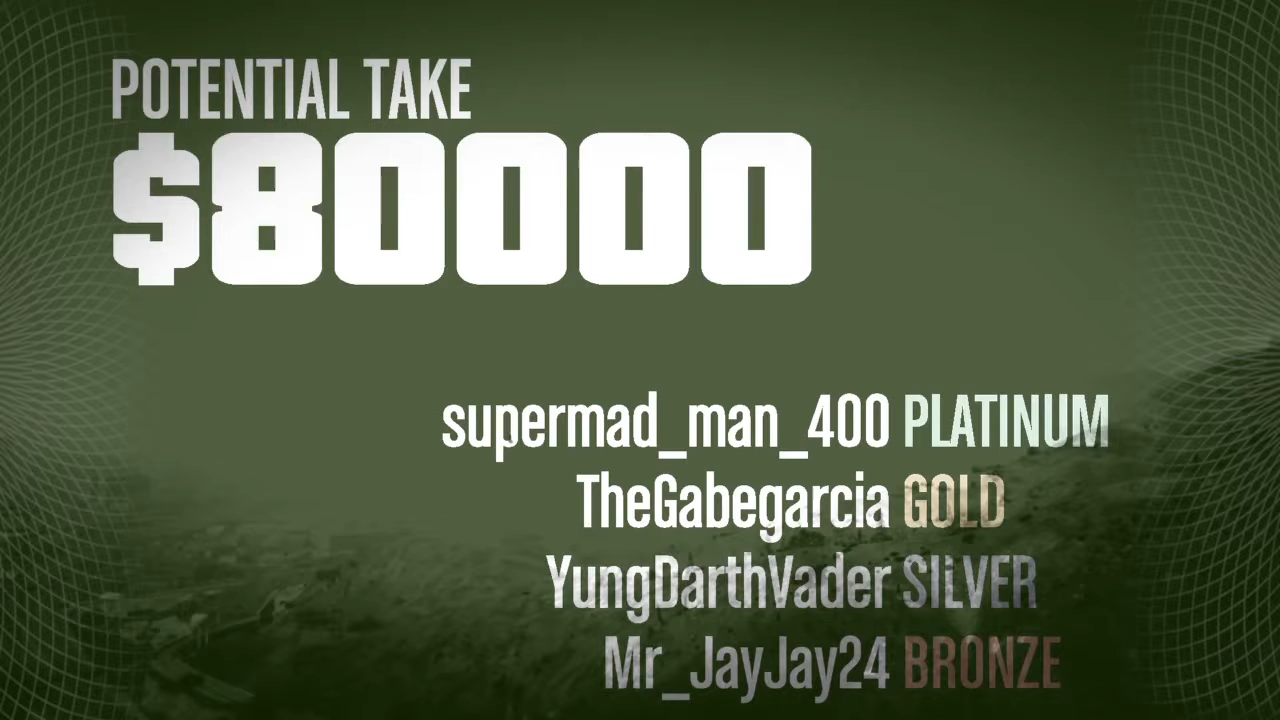 POTENTIAL TAKE
$80000
supermad_man_400 PLATINUM
TheGabegarcia GOLD
YungDarthVader SILVER
Mr_JayJay24 BRONZE